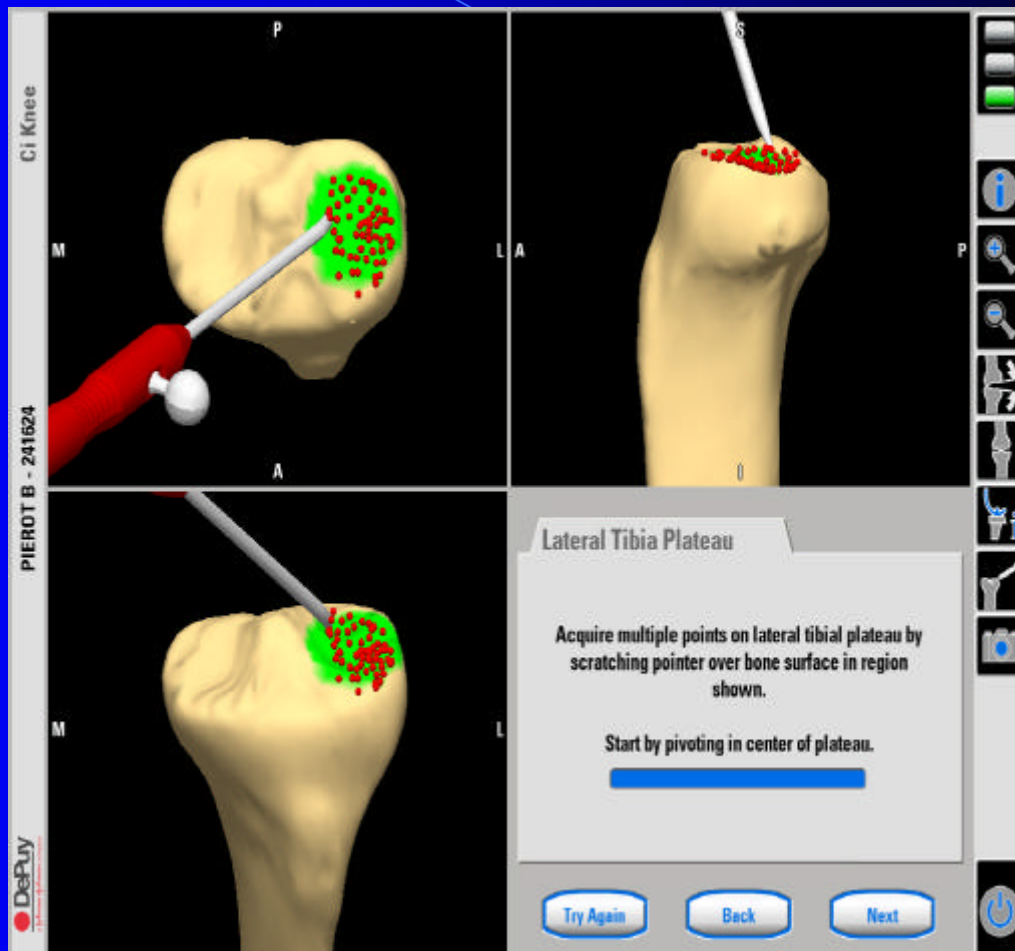 Ci Knee
PIEROT B - 241624
DePuy
P
M
L
A
S
A
P
I
M
L
Lateral Tibia Plateau
Acquire multiple points on lateral tibial plateau by
scratching pointer over bone surface in region
shown.
Start by pivoting in center of plateau.
Try Again
Back
Next